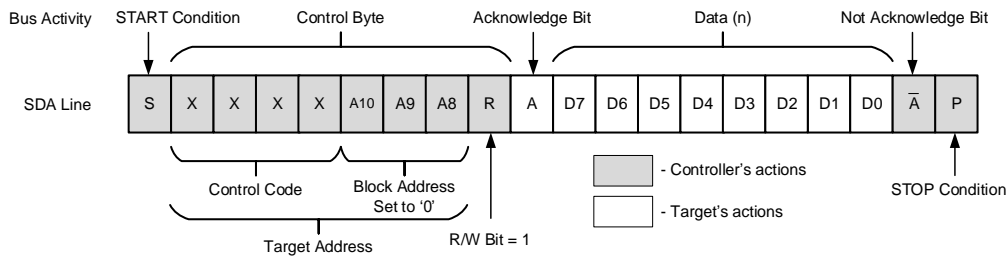 Bus Activity START Condition Control Byte Acknowledge Bit Data (n) Not Acknowledge Bit
SDA Line S X X X X A10 A9 A8 R A D7 D6 D5 D4 D3 D2 D1 D0 A̅ P
Control Code Block Address
Set to ‘0’
- Controller's actions
- Target's actions
STOP Condition
Target Address R/W Bit = 1